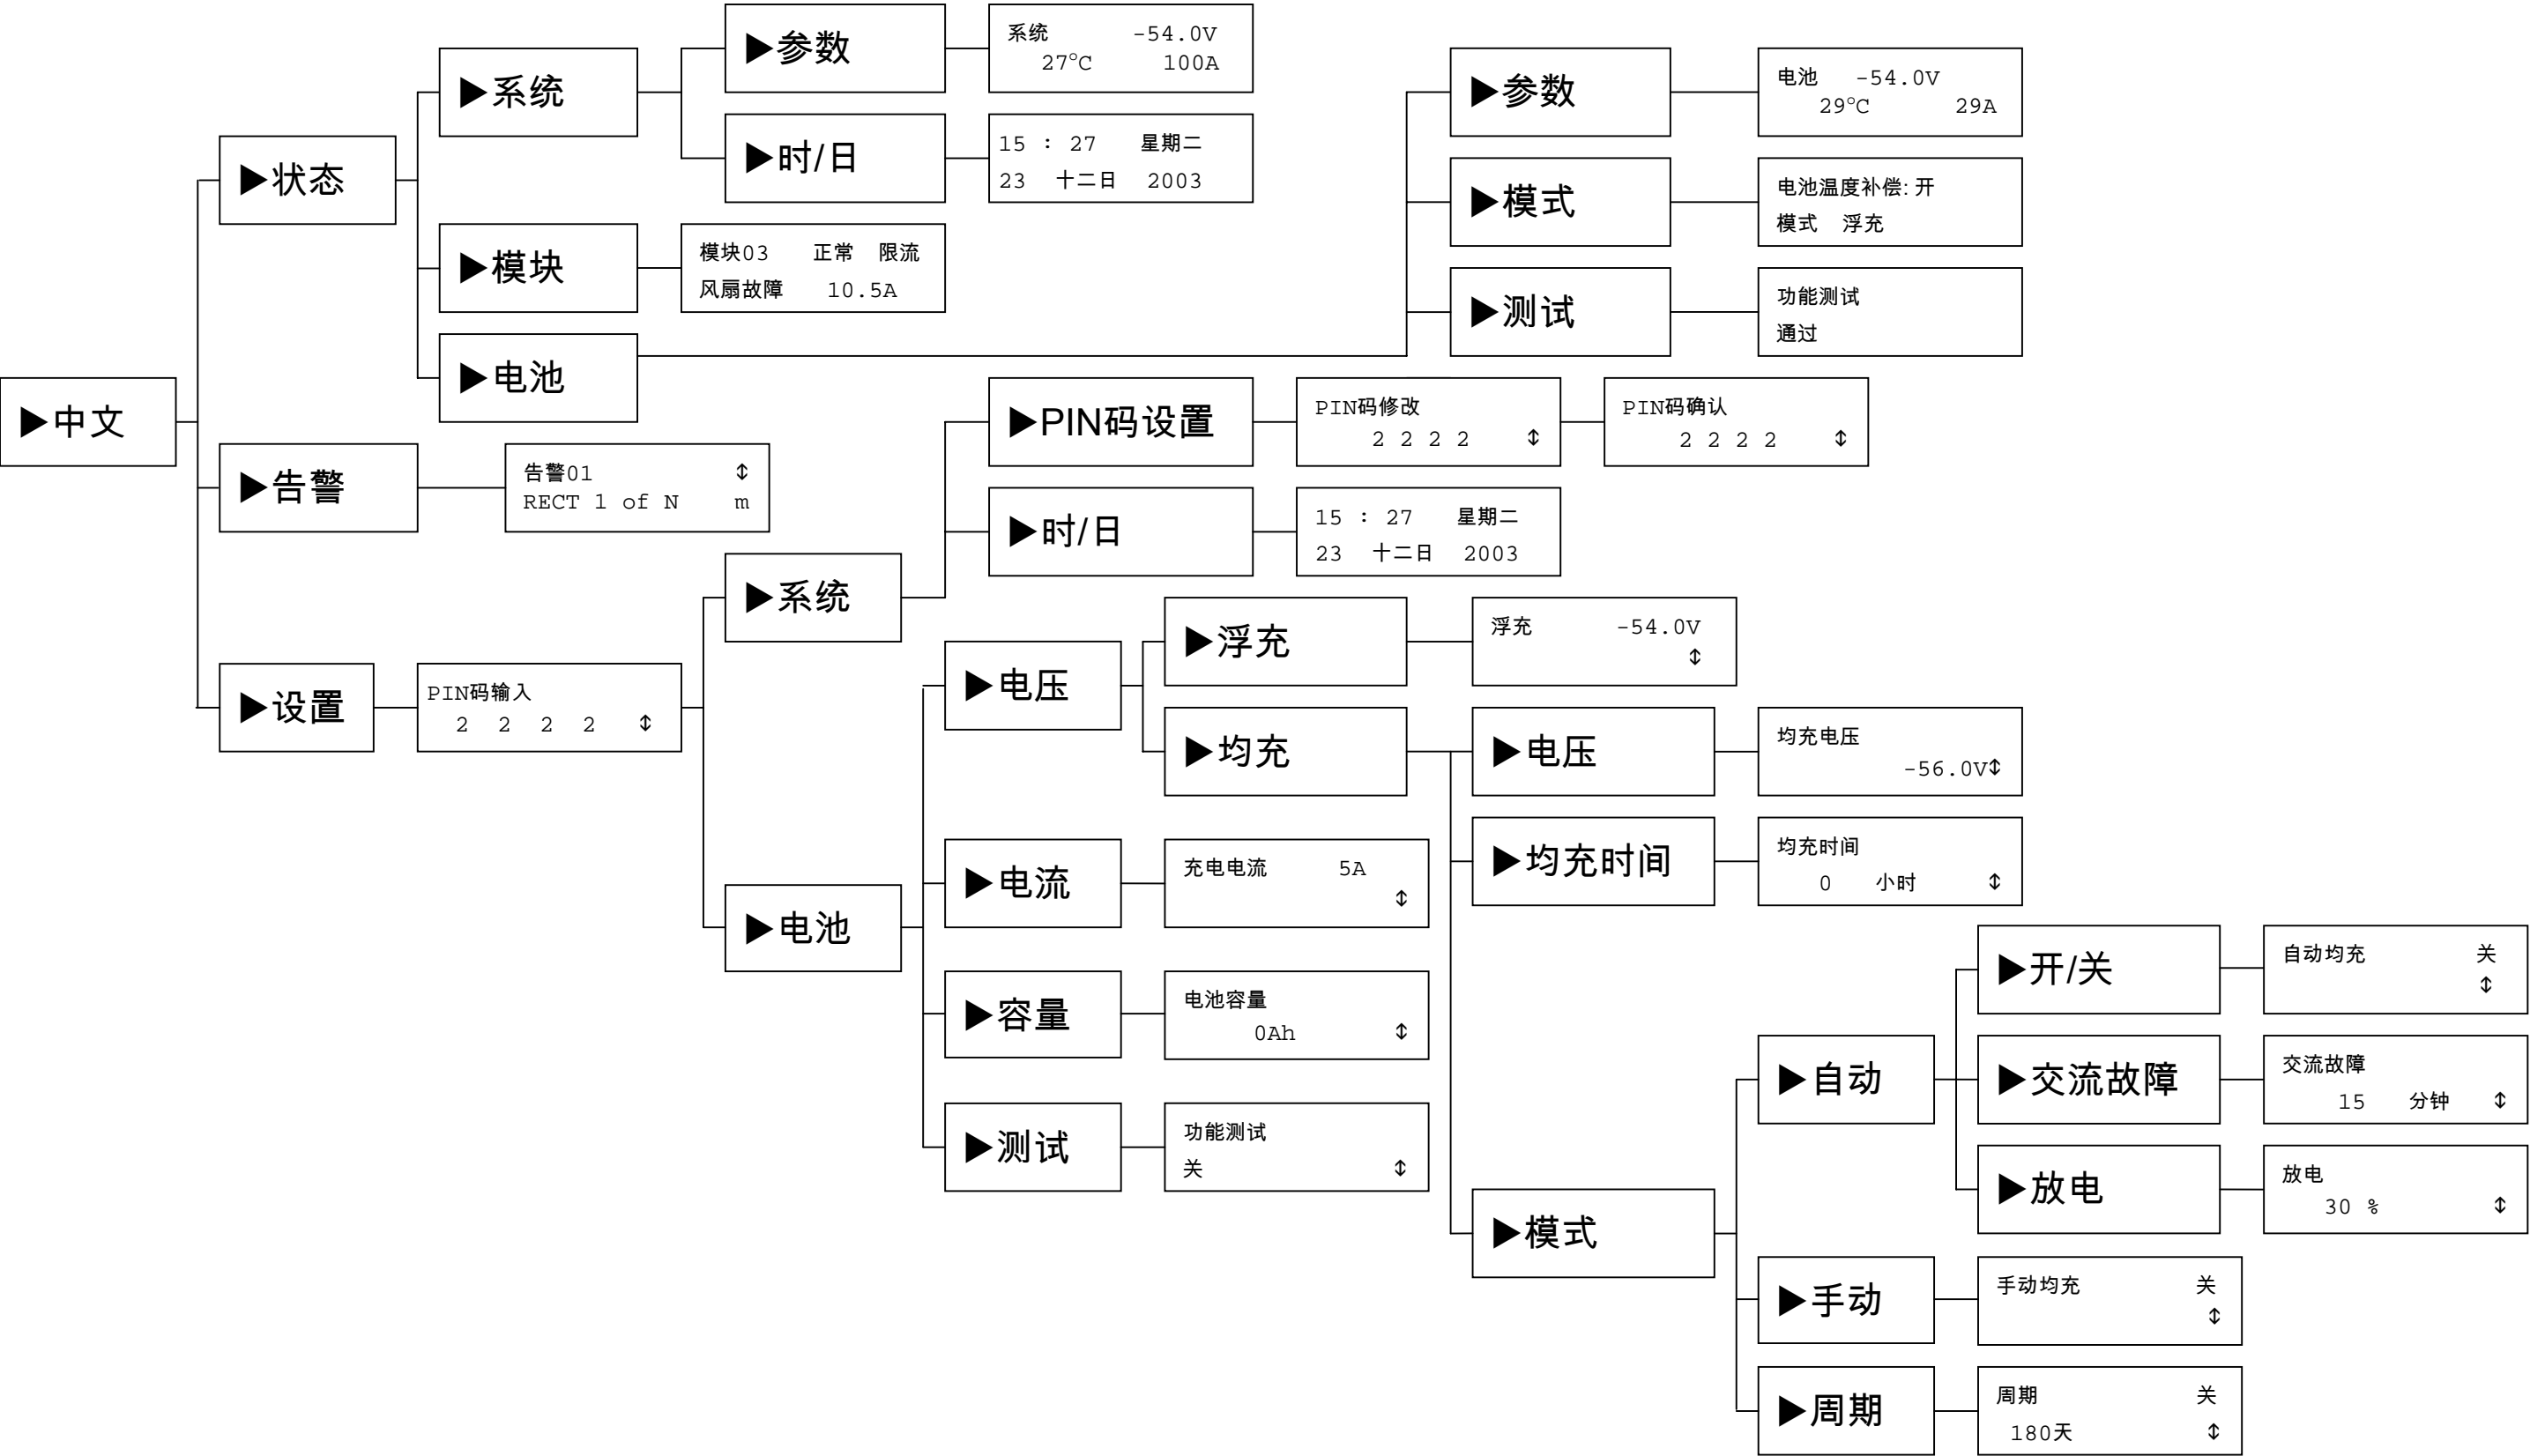 ▶中文
▶状态
▶系统
▶参数
系统 -54.0V
27°C 100A
▶时/日
15 : 27 星期二
23 十二日 2003
▶模块
模块03 正常 限流
风扇故障 10.5A
▶电池
▶参数
电池 -54.0V
29°C 29A
▶模式
电池温度补偿:开
模式 浮充
▶测试
功能测试
通过
▶告警
告警01 ⇕
RECT 1 of N m
▶设置
PIN码输入
2 2 2 2 ⇕
▶系统
▶PIN码设置
PIN码修改
2 2 2 2 ⇕
PIN码确认
2 2 2 2 ⇕
▶时/日
15 : 27 星期二
23 十二日 2003
▶电池
▶电压
▶浮充
浮充 -54.0V
⇕
▶均充
▶电压
均充电压
-56.0V⇕
▶均充时间
均充时间
0 小时 ⇕
▶模式
▶自动
▶开/关
自动均充 关
⇕
▶交流故障
交流故障
15 分钟 ⇕
▶放电
放电
30 % ⇕
▶手动
手动均充 关
⇕
▶周期
周期 关
180天 ⇕
▶电流
充电电流 5A
⇕
▶容量
电池容量
0Ah ⇕
▶测试
功能测试
关 ⇕